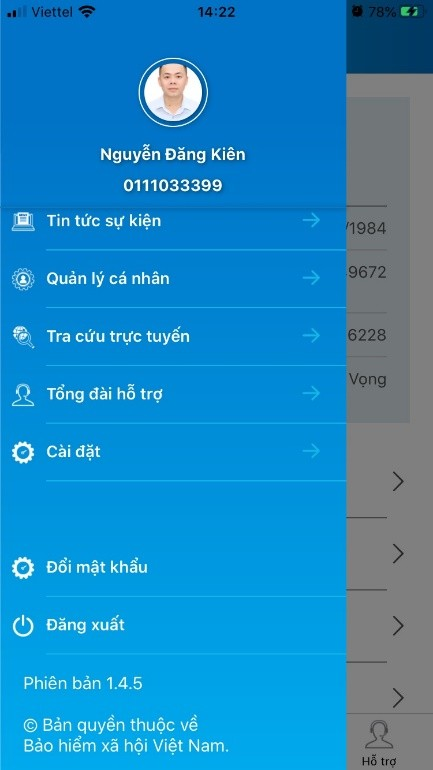 Viettel 14:22 78%
Nguyễn Đăng Kiên
0111033399
Tin tức sự kiện
/1984
Quản lý cá nhân
9672
Tra cứu trực tuyến
6228
Tổng đài hỗ trợ
Vọng
Cài đặt
Đổi mật khẩu
Đăng xuất
Phiên bản 1.4.5
© Bản quyền thuộc về
Bảo hiểm xã hội Việt Nam.
Hỗ trợ